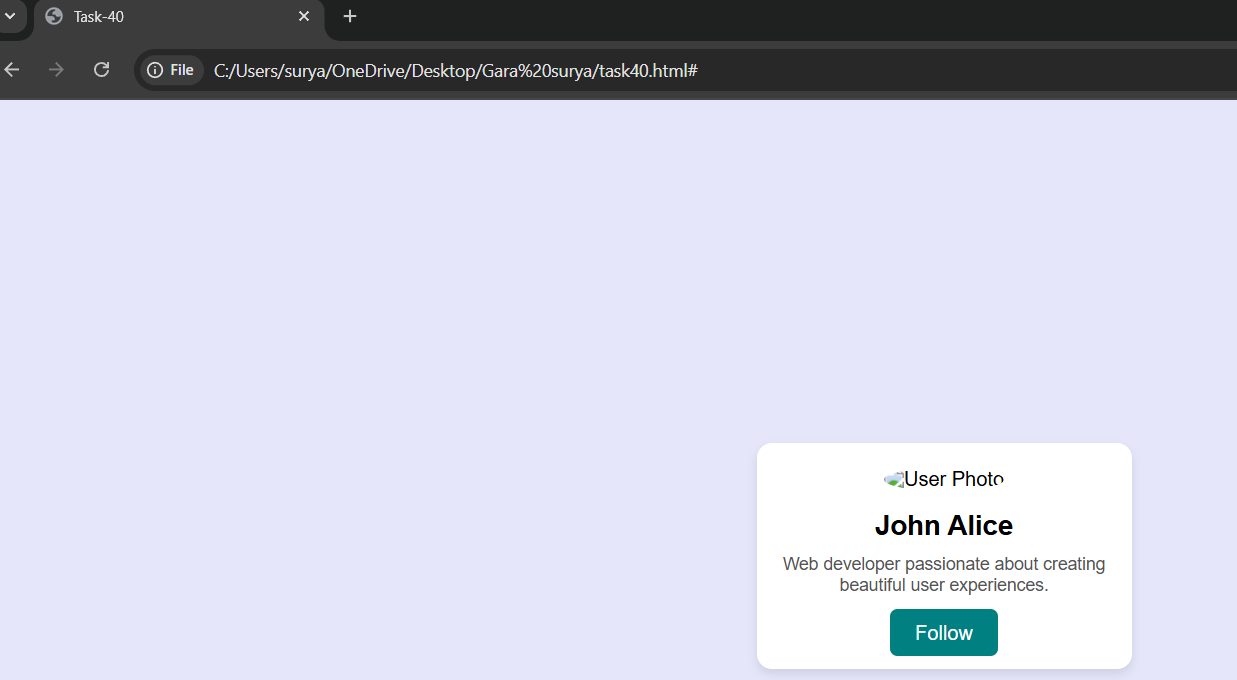 Task-40
File C:/Users/surya/OneDrive/Desktop/Gara%20surya/task40.html#
User Photo
John Alice
Web developer passionate about creating
beautiful user experiences.
Follow